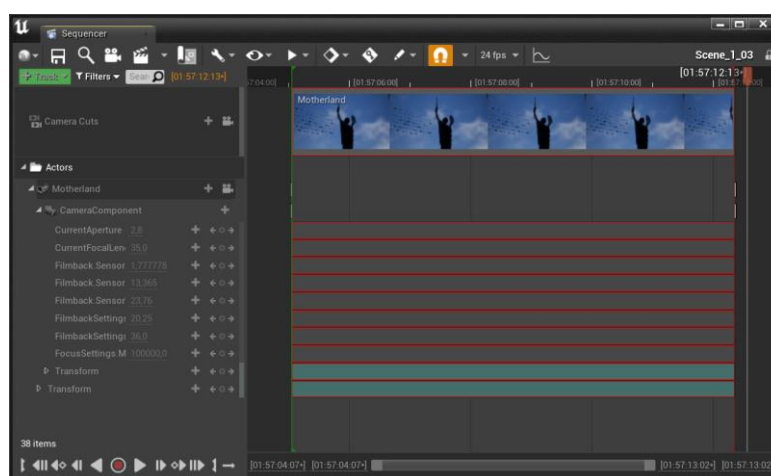 Sequencer
24 fps
Scene_1_03
Track
Filters
Sear
[01:57:12:13+]
[01:57:12:13+]
[01:57:06:00]
[01:57:08:00]
[01:57:10:00]
Camera Cuts
Motherland
Actors
Motherland
CameraComponent
CurrentAperture 2,8
CurrentFocalLen 35,0
Filmback.Sensor 1,777778
Filmback.Sensor 13,365
Filmback.Sensor 23,76
FilmbackSettings 20,25
FilmbackSettings 36,0
FocusSettings.M 100000,0
Transform
Transform
38 items
[01:57:04:07+] [01:57:04:07+]
[01:57:13:02+] [01:57:13:02